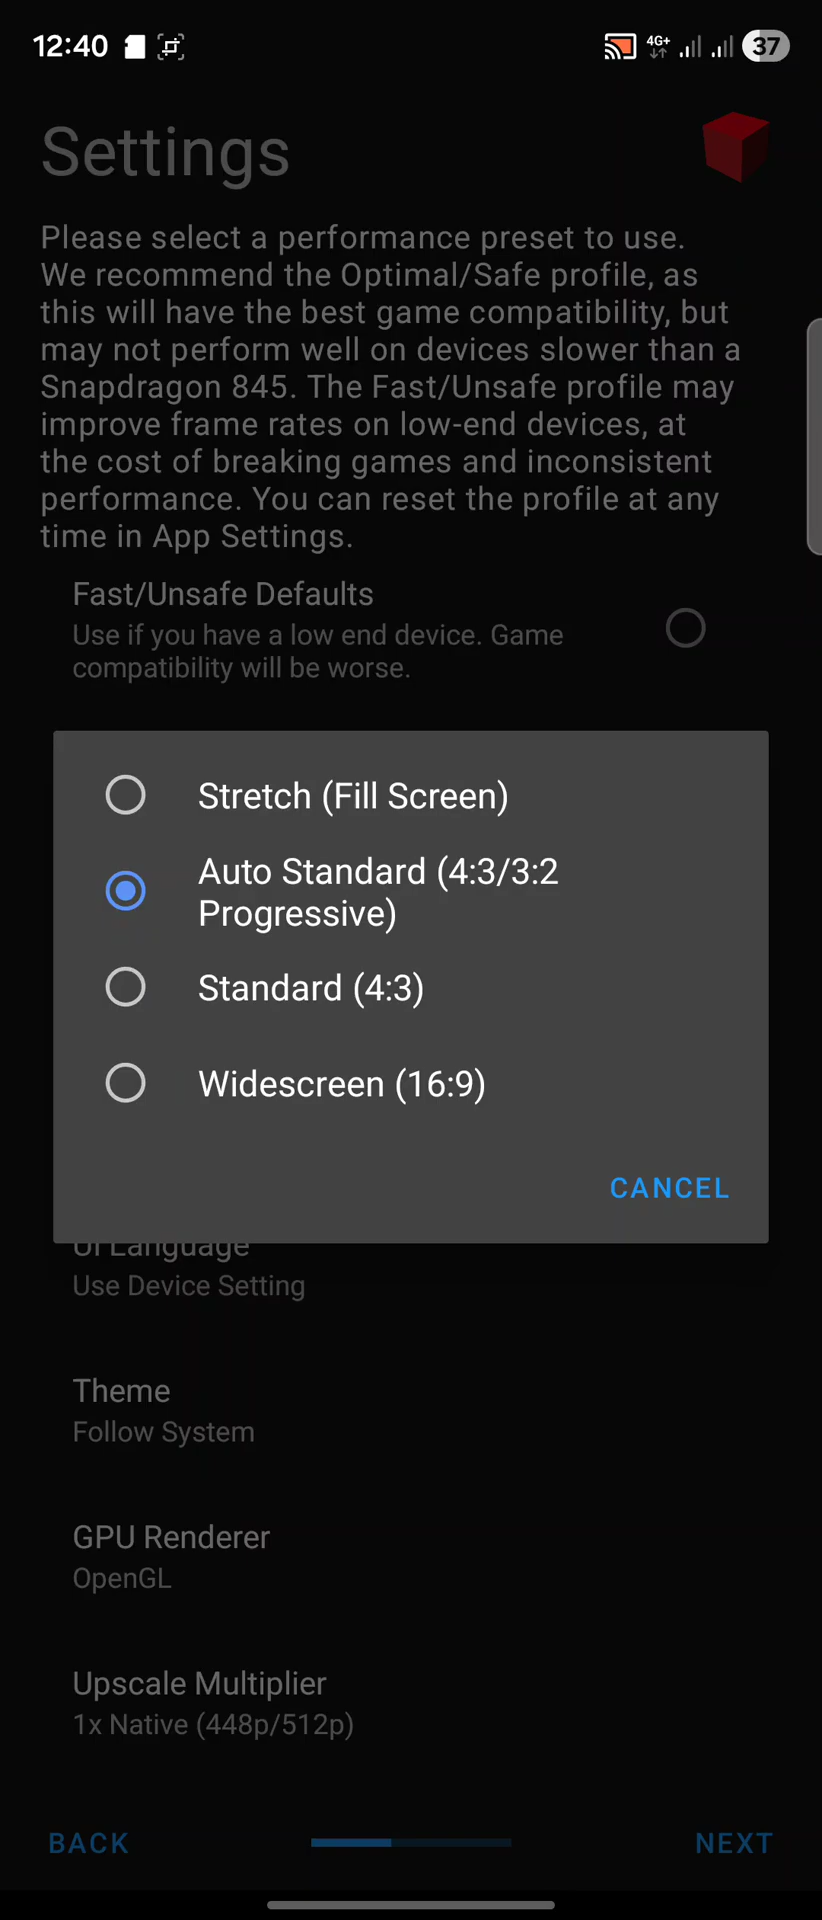 12:40
4G+
37
Settings
Please select a performance preset to use.
We recommend the Optimal/Safe profile, as
this will have the best game compatibility, but
may not perform well on devices slower than a
Snapdragon 845. The Fast/Unsafe profile may
improve frame rates on low-end devices, at
the cost of breaking games and inconsistent
performance. You can reset the profile at any
time in App Settings.
Fast/Unsafe Defaults
Use if you have a low end device. Game
compatibility will be worse.
Stretch (Fill Screen)
Auto Standard (4:3/3:2
Progressive)
Standard (4:3)
Widescreen (16:9)
CANCEL
UI Language
Use Device Setting
Theme
Follow System
GPU Renderer
OpenGL
Upscale Multiplier
1x Native (448p/512p)
BACK
NEXT